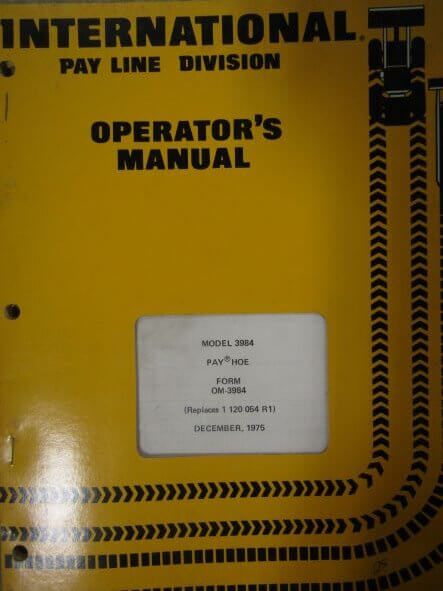 INTERNATIONAL®
PAY LINE DIVISION
OPERATOR'S
MANUAL
MODEL 3984
PAY® HOE
FORM
OM-3984
(Replaces 1 120 054 R1)
DECEMBER, 1975